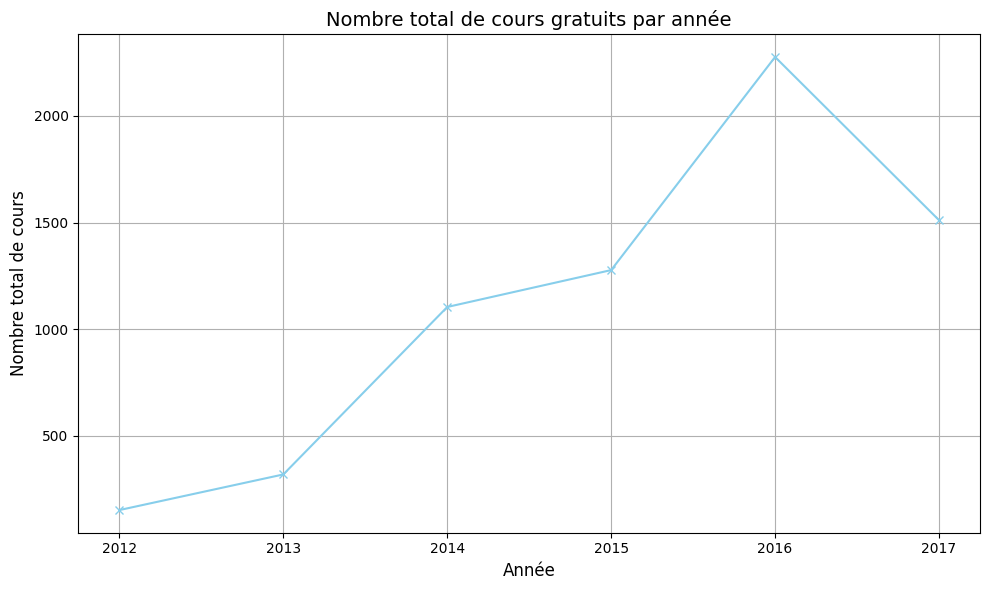 Nombre total de cours gratuits par année
Nombre total de cours
2000
1500
1000
500
2012 2013 2014 2015 2016 2017
Année